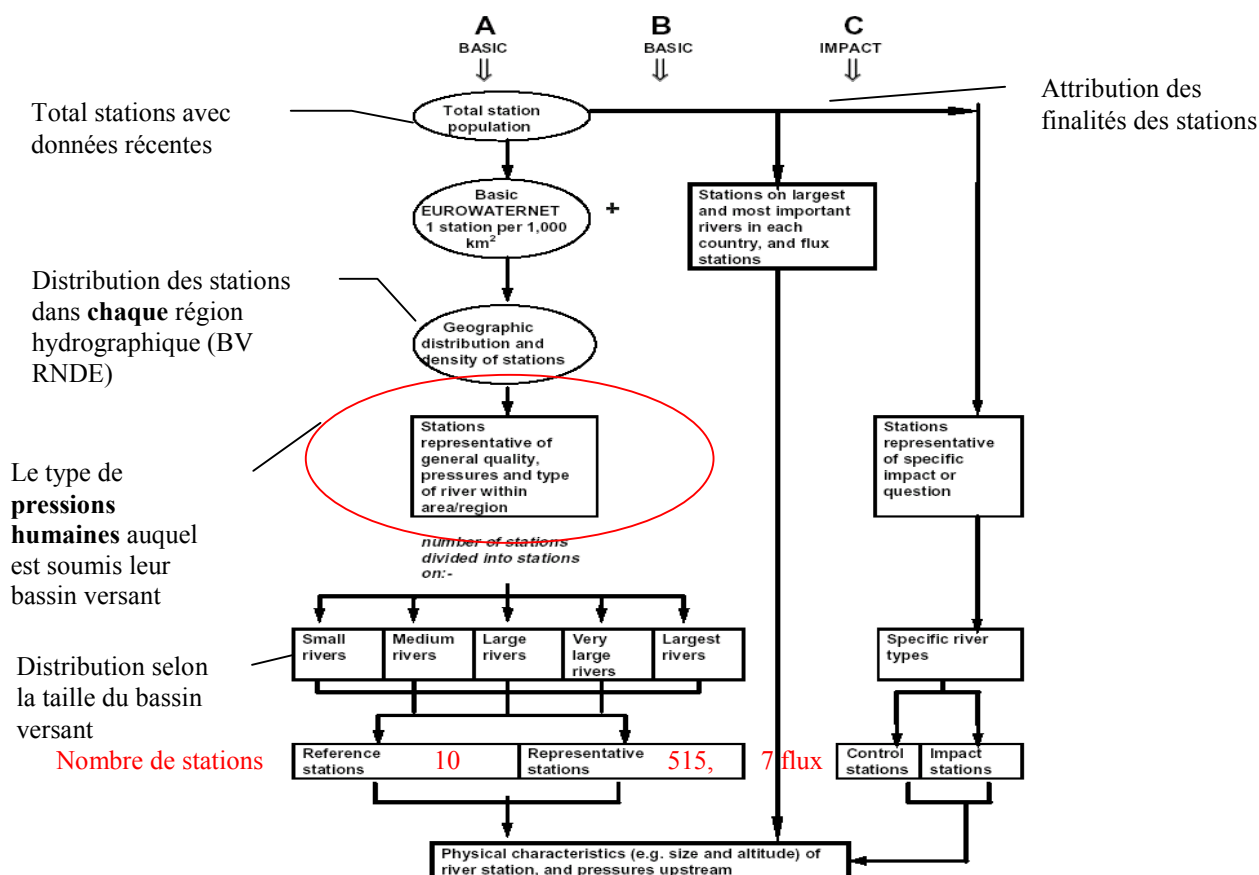 A
BASIC
B
BASIC
C
IMPACT
Total stations avec
données récentes
Total station
population
Attribution des
finalités des stations
Basic
EUROWATERNET
1 station per 1,000
km²
+
Stations on largest
and most important
rivers in each
country, and flux
stations
Distribution des stations
dans chaque région
hydrographique (BV
RNDE)
Geographic
distribution and
density of stations
Stations
representative of
general quality,
pressures and type
of river within
area/region
Stations
representative
of specific
impact or
question
Le type de
pressions
humaines auquel
est soumis leur
bassin versant
number of stations
divided into stations
on:-
Small
rivers
Medium
rivers
Large
rivers
Very
large
rivers
Largest
rivers
Specific river
types
Distribution selon
la taille du bassin
versant
Nombre de stations
Reference
stations
10
Representative
stations
515,
7 flux
Control
stations
Impact
stations
Physical characteristics (e.g. size and altitude) of
river station, and pressures upstream